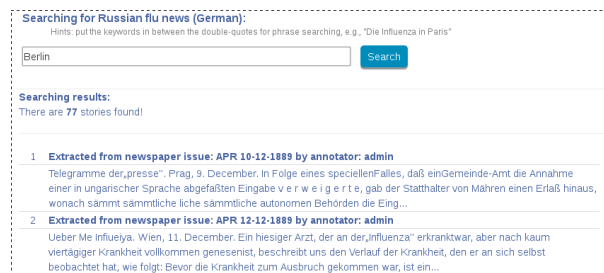 Searching for Russian flu news (German):
Hints: put the keywords in between the double-quotes for phrase searching, e.g., "Die Influenza in Paris"
Berlin Search
Searching results:
There are 77 stories found!
1 Extracted from newspaper issue: APR 10-12-1889 by annotator: admin
Telegramme der„presse". Prag, 9. December. In Folge eines speciellenFalles, daß einGemeinde-Amt die Annahme
einer in ungarischer Sprache abgefaßten Eingabe v e r w e i g e r t e, gab der Statthalter von Mähren einen Erlaß hinaus,
wonach sämmt sämmtliche liche sämmtliche autonomen Behörden die Eing...
2 Extracted from newspaper issue: APR 12-12-1889 by annotator: admin
Ueber Me Infiueiya. Wien, 11. December. Ein hiesiger Arzt, der an der„Influenza" erkranktwar, aber nach kaum
viertägiger Krankheit vollkommen genesenist, beschreibt uns den Verlauf der Krankheit, den er an sich selbst
beobachtet hat, wie folgt: Bevor die Krankheit zum Ausbruch gekommen war, ist ein...